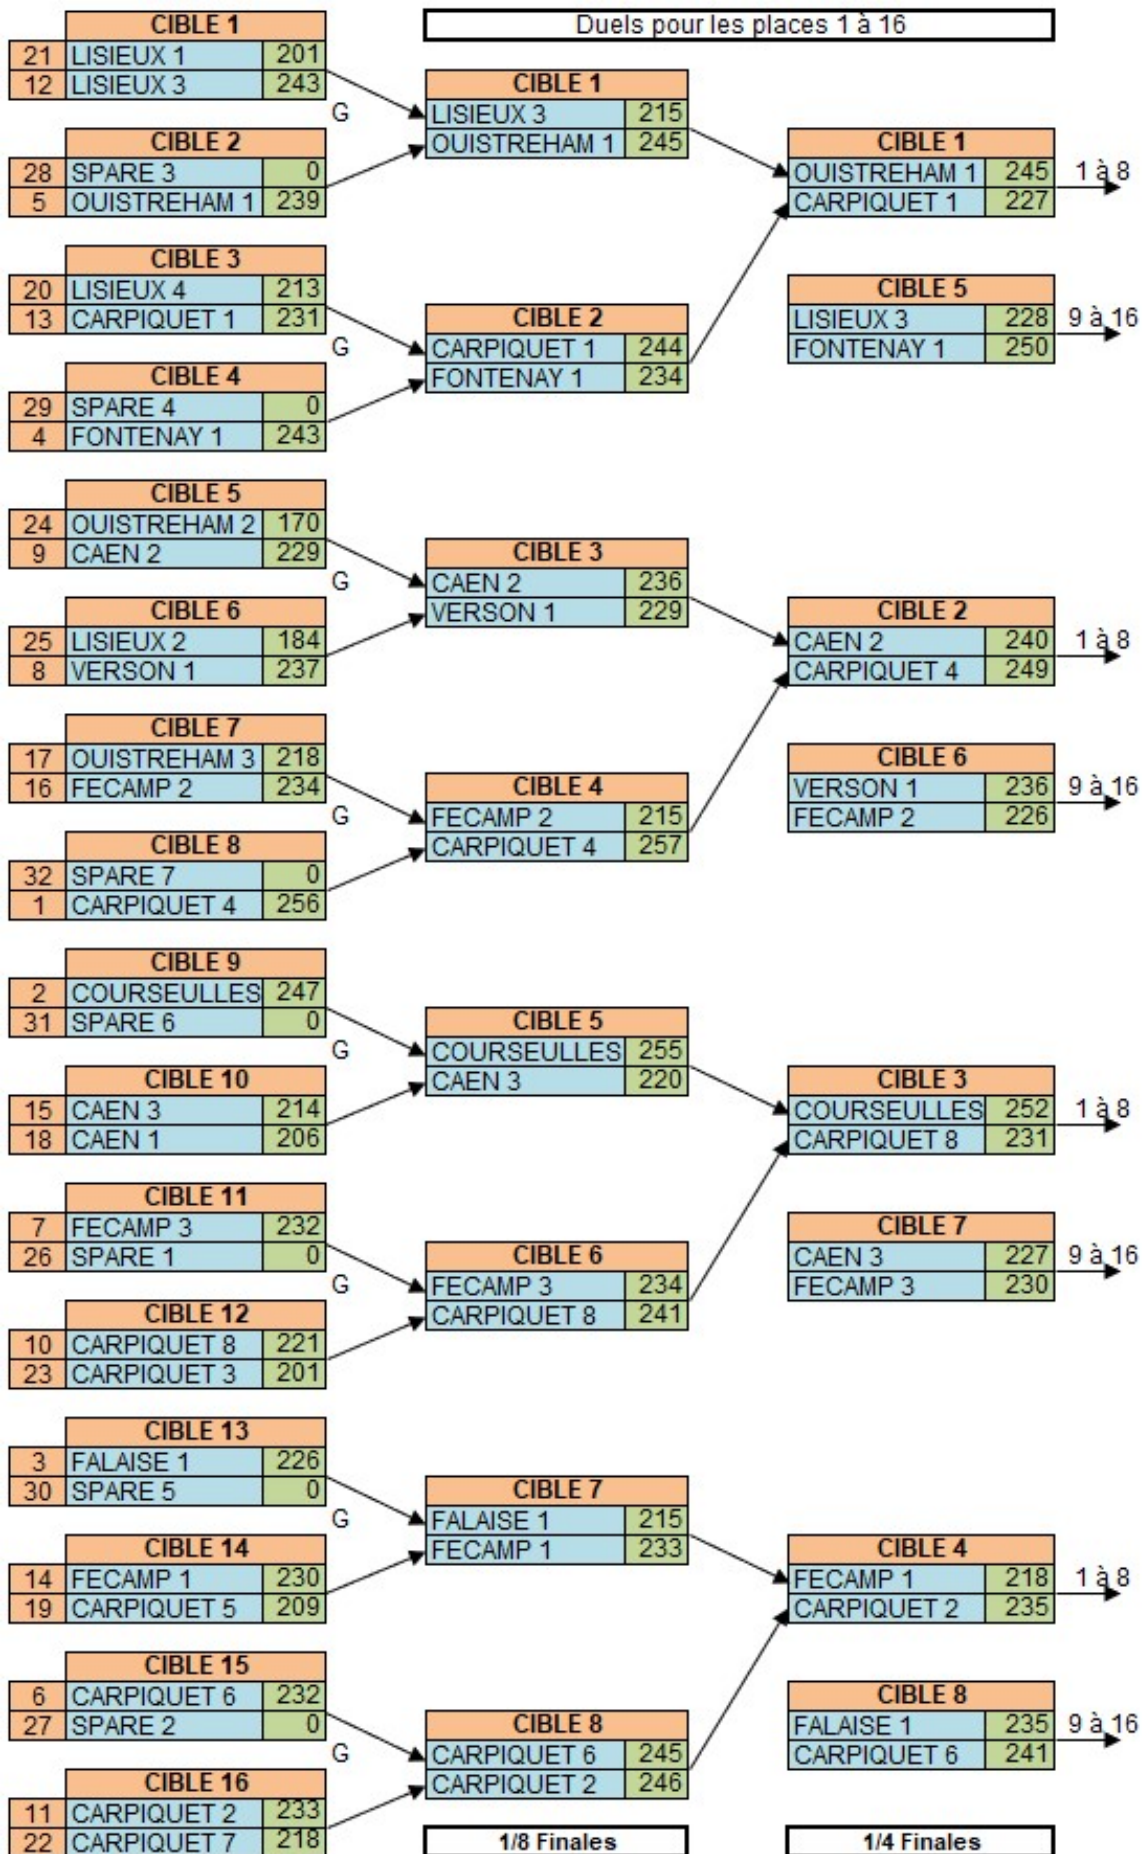 Duels pour les places 1 à 16
CIBLE 1
21 LISIEUX 1 201
12 LISIEUX 3 243
G
CIBLE 2
28 SPARE 3 0
5 OUISTREHAM 1 239
CIBLE 3
20 LISIEUX 4 213
13 CARPIQUET 1 231
G
CIBLE 4
29 SPARE 4 0
4 FONTENAY 1 243
CIBLE 5
24 OUISTREHAM 2 170
9 CAEN 2 229
G
CIBLE 6
25 LISIEUX 2 184
8 VERSON 1 237
CIBLE 7
17 OUISTREHAM 3 218
16 FECAMP 2 234
G
CIBLE 8
32 SPARE 7 0
1 CARPIQUET 4 256
CIBLE 9
2 COURSEULLES 247
31 SPARE 6 0
G
CIBLE 10
15 CAEN 3 214
18 CAEN 1 206
CIBLE 11
7 FECAMP 3 232
26 SPARE 1 0
G
CIBLE 12
10 CARPIQUET 8 221
23 CARPIQUET 3 201
CIBLE 13
3 FALAISE 1 226
30 SPARE 5 0
G
CIBLE 14
14 FECAMP 1 230
19 CARPIQUET 5 209
CIBLE 15
6 CARPIQUET 6 232
27 SPARE 2 0
G
CIBLE 16
11 CARPIQUET 2 233
22 CARPIQUET 7 218
CIBLE 1
LISIEUX 3 215
OUISTREHAM 1 245
CIBLE 2
CARPIQUET 1 244
FONTENAY 1 234
CIBLE 3
CAEN 2 236
VERSON 1 229
CIBLE 4
FECAMP 2 215
CARPIQUET 4 257
CIBLE 5
COURSEULLES 255
CAEN 3 220
CIBLE 6
FECAMP 3 234
CARPIQUET 8 241
CIBLE 7
FALAISE 1 215
FECAMP 1 233
CIBLE 8
CARPIQUET 6 245
CARPIQUET 2 246
1/8 Finales
CIBLE 1
OUISTREHAM 1 245 1 à 8
CARPIQUET 1 227
CIBLE 5
LISIEUX 3 228 9 à 16
FONTENAY 1 250
CIBLE 2
CAEN 2 240 1 à 8
CARPIQUET 4 249
CIBLE 6
VERSON 1 236 9 à 16
FECAMP 2 226
CIBLE 3
COURSEULLES 252 1 à 8
CARPIQUET 8 231
CIBLE 7
CAEN 3 227 9 à 16
FECAMP 3 230
CIBLE 4
FECAMP 1 218 1 à 8
CARPIQUET 2 235
CIBLE 8
FALAISE 1 235 9 à 16
CARPIQUET 6 241
1/4 Finales